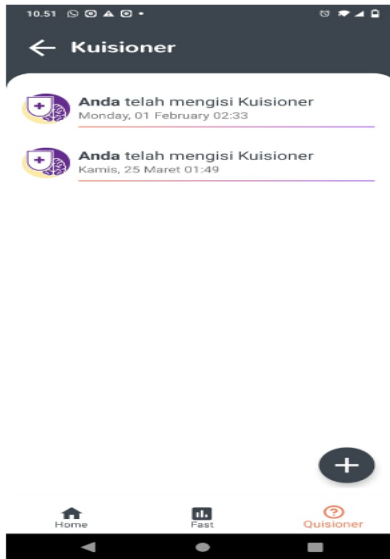 10.51
Kuisioner
Anda telah mengisi Kuisioner
Monday, 01 February 02:33
Anda telah mengisi Kuisioner
Kamis, 25 Maret 01:49
Home
Fast
Quisioner